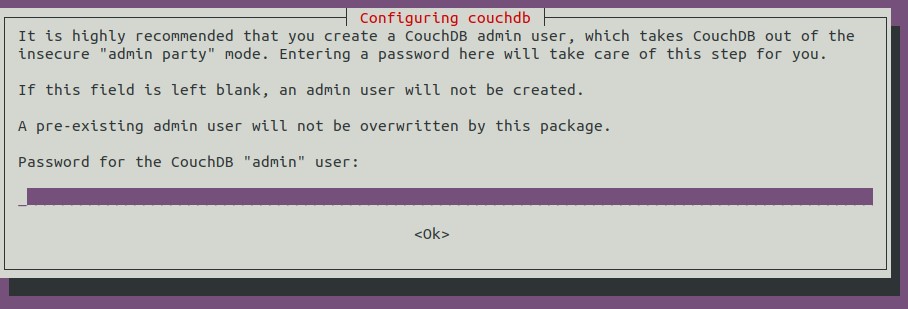 Configuring couchdb
It is highly recommended that you create a CouchDB admin user, which takes CouchDB out of the
insecure "admin party" mode. Entering a password here will take care of this step for you.
If this field is left blank, an admin user will not be created.
A pre-existing admin user will not be overwritten by this package.
Password for the CouchDB "admin" user:
<Ok>